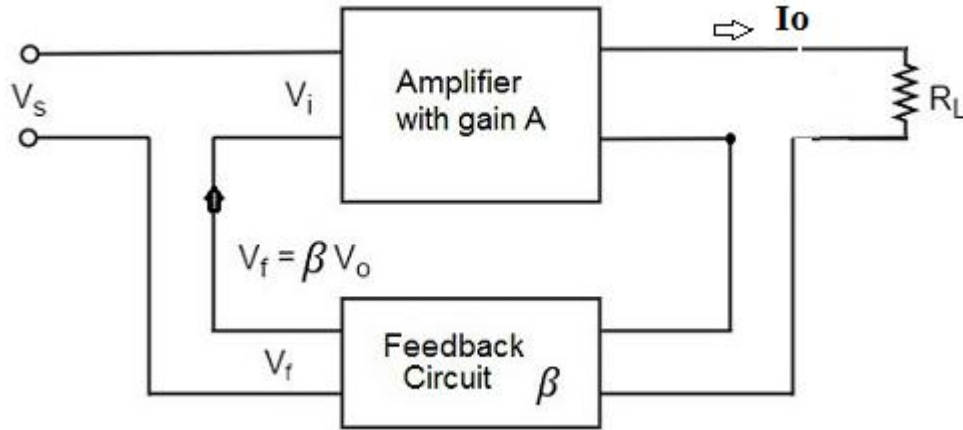 Io
Vs
Vi
Amplifier
with gain A
RL
Vf = β Vo
Vf
Feedback
Circuit β